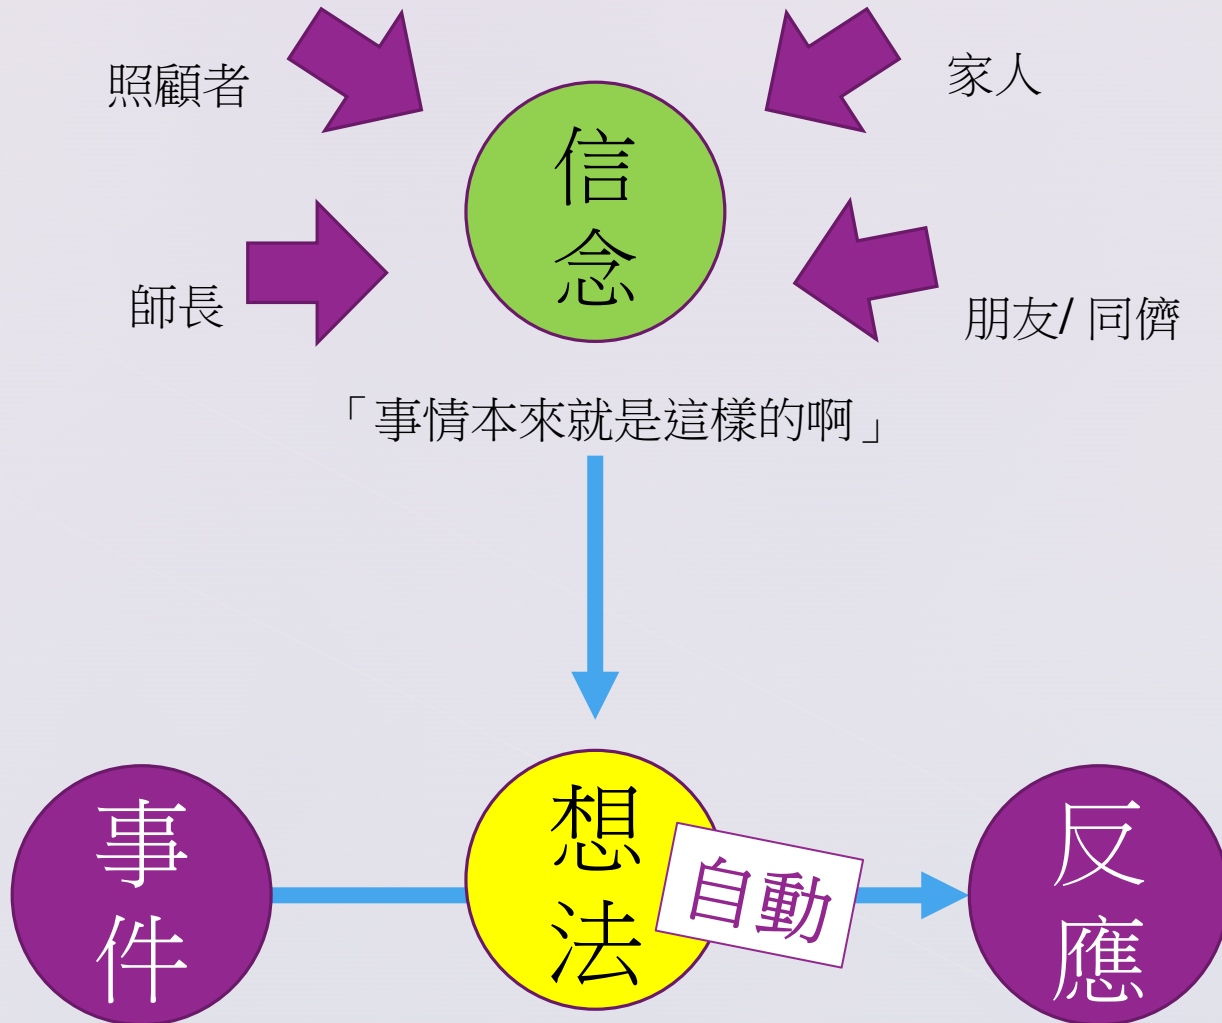 照顧者
家人
信
念
師長
朋友/ 同儕
「事情本來就是這樣的啊」
事
件
想
法
自動
反
應